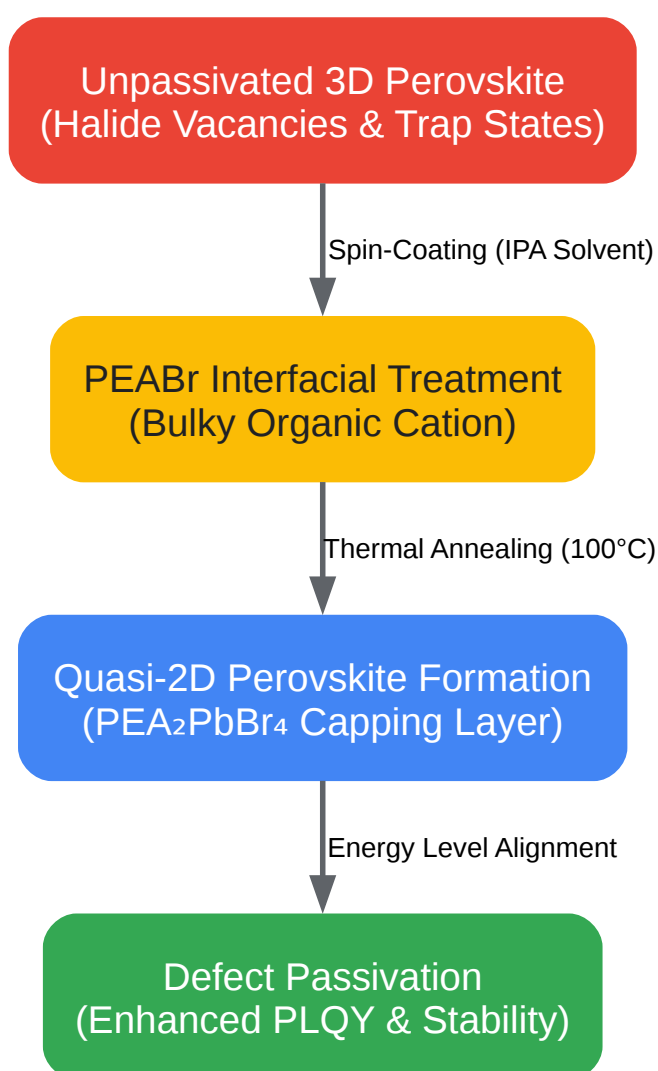 Unpassivated 3D Perovskite
(Halide Vacancies & Trap States)
Spin-Coating (IPA Solvent)
PEABr Interfacial Treatment
(Bulky Organic Cation)
Thermal Annealing (100°C)
Quasi-2D Perovskite Formation
(PEA₂PbBr₄ Capping Layer)
Energy Level Alignment
Defect Passivation
(Enhanced PLQY & Stability)